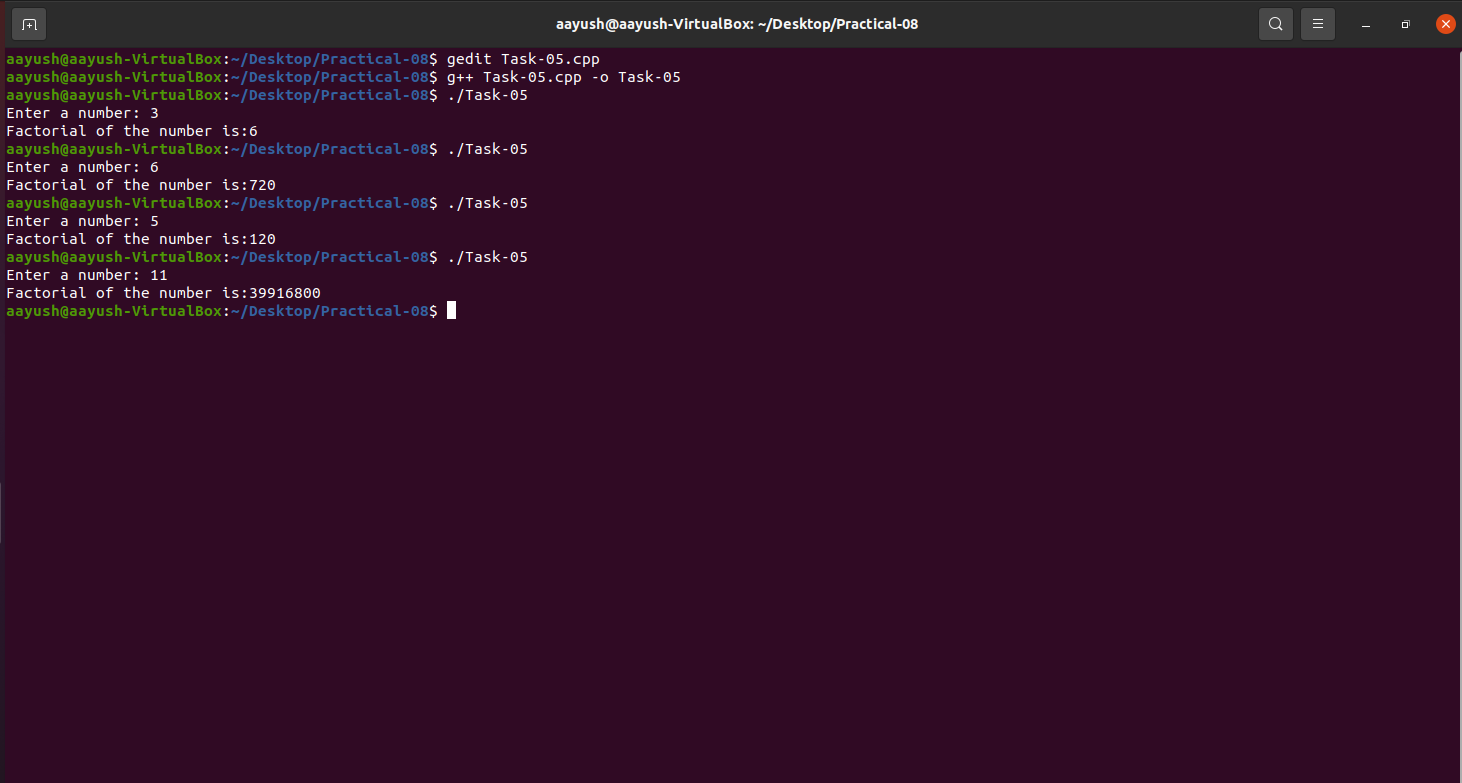 aayush@aayush-VirtualBox: ~/Desktop/Practical-08
aayush@aayush-VirtualBox:~/Desktop/Practical-08$ gedit Task-05.cpp
aayush@aayush-VirtualBox:~/Desktop/Practical-08$ g++ Task-05.cpp -o Task-05
aayush@aayush-VirtualBox:~/Desktop/Practical-08$ ./Task-05
Enter a number: 3
Factorial of the number is:6
aayush@aayush-VirtualBox:~/Desktop/Practical-08$ ./Task-05
Enter a number: 6
Factorial of the number is:720
aayush@aayush-VirtualBox:~/Desktop/Practical-08$ ./Task-05
Enter a number: 5
Factorial of the number is:120
aayush@aayush-VirtualBox:~/Desktop/Practical-08$ ./Task-05
Enter a number: 11
Factorial of the number is:39916800
aayush@aayush-VirtualBox:~/Desktop/Practical-08$